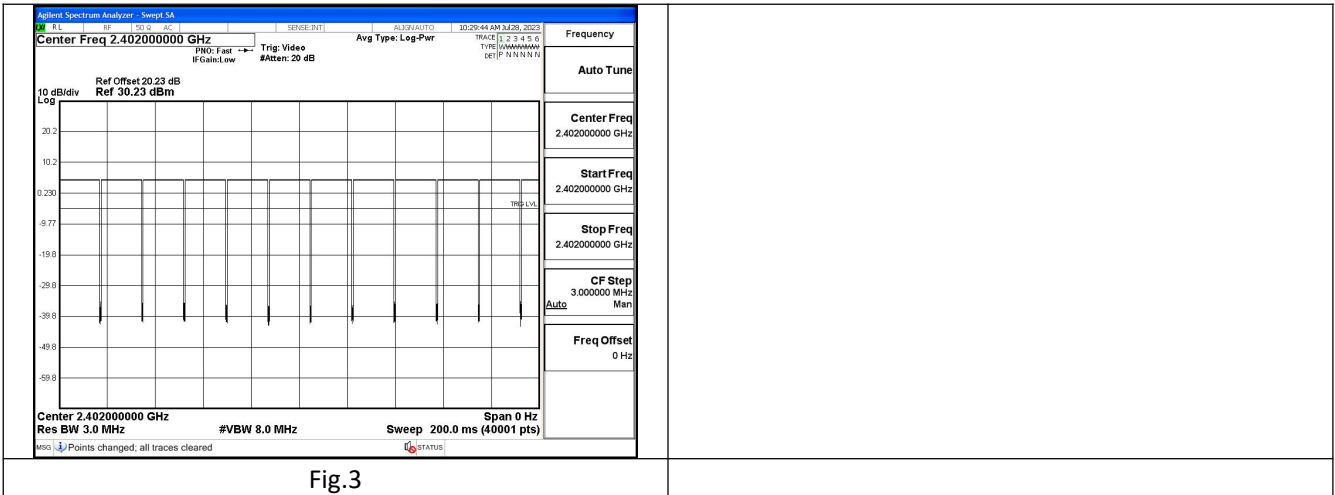 Agilent Spectrum Analyzer - Swept SA
RL RF 50 Ω AC SENSE:INT ALIGN AUTO 10:29:44 AM Jul 28, 2023
Center Freq 2.402000000 GHz
PNO: Fast
IFGain:Low
Trig: Video
#Atten: 20 dB
Avg Type: Log-Pwr
TRACE 1 2 3 4 5 6
TYPE
DET P N N N N N
Ref Offset 20.23 dB
10 dB/div Ref 30.23 dBm
Log
20.2
10.2
0.230
TRIG LVL
-9.77
-19.8
-29.8
-39.8
-49.8
-59.8
Center 2.402000000 GHz Span 0 Hz
Res BW 3.0 MHz #VBW 8.0 MHz Sweep 200.0 ms (40001 pts)
MSG Points changed; all traces cleared STATUS
Frequency
Auto Tune
Center Freq
2.402000000 GHz
Start Freq
2.402000000 GHz
Stop Freq
2.402000000 GHz
CF Step
3.000000 MHz
Auto Man
Freq Offset
0 Hz
Fig.3